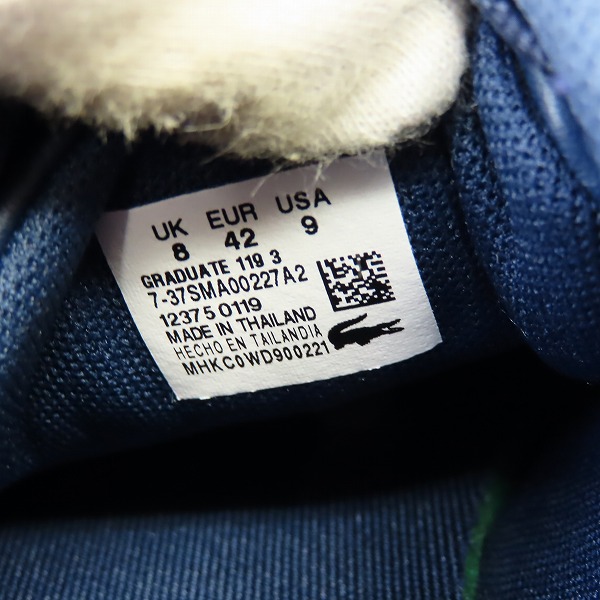 UK EUR USA
8 42 9
GRADUATE 119 3
7-37SMA00227A2
12375 0119
MADE IN THAILAND
HECHO EN TAILANDIA
MHKC0WD900221